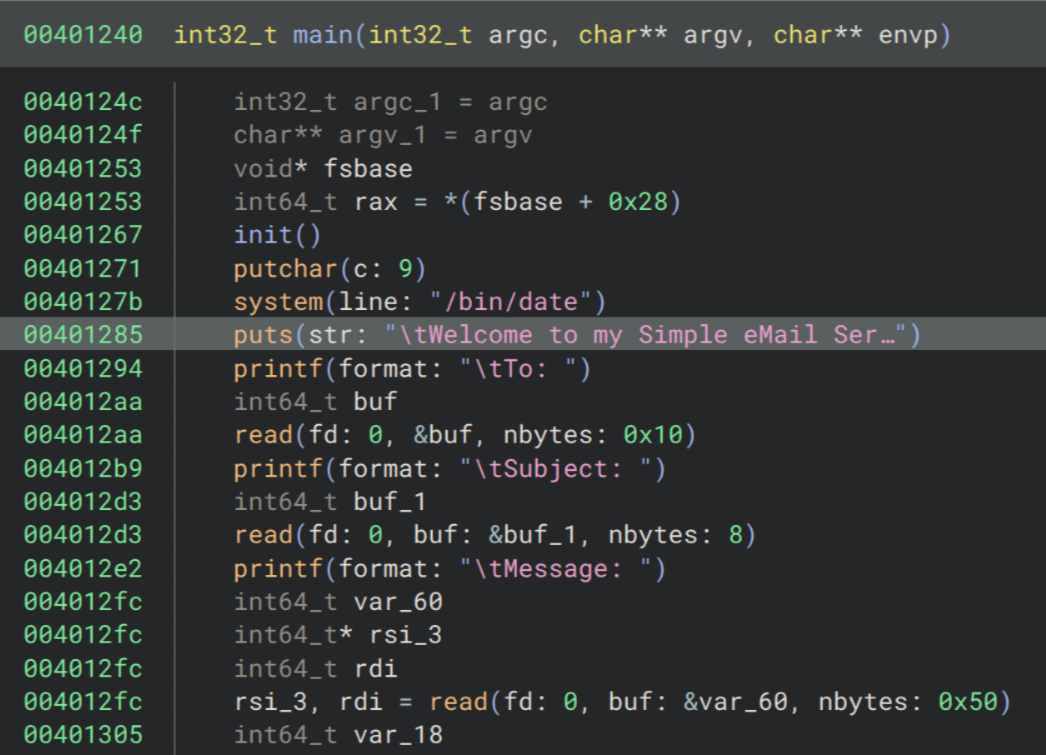 00401240 int32_t main(int32_t argc, char** argv, char** envp)
0040124c int32_t argc_1 = argc
0040124f char** argv_1 = argv
00401253 void* fsbase
00401253 int64_t rax = *(fsbase + 0x28)
00401267 init()
00401271 putchar(c: 9)
0040127b system(line: "/bin/date")
00401285 puts(str: "\tWelcome to my Simple eMail Ser…")
00401294 printf(format: "\tTo: ")
004012aa int64_t buf
004012aa read(fd: 0, &buf, nbytes: 0x10)
004012b9 printf(format: "\tSubject: ")
004012d3 int64_t buf_1
004012d3 read(fd: 0, buf: &buf_1, nbytes: 8)
004012e2 printf(format: "\tMessage: ")
004012fc int64_t var_60
004012fc int64_t* rsi_3
004012fc int64_t rdi
004012fc rsi_3, rdi = read(fd: 0, buf: &var_60, nbytes: 0x50)
00401305 int64_t var_18